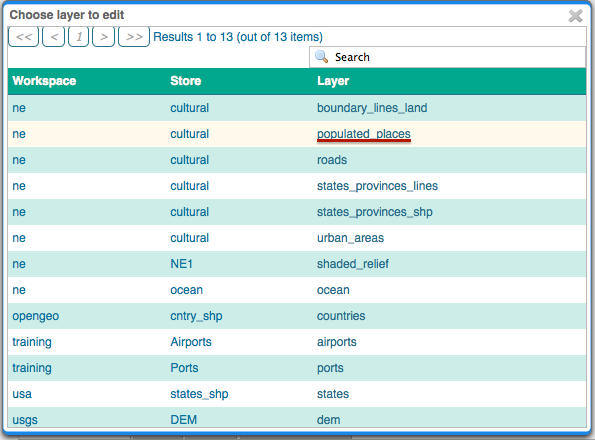 Choose layer to edit
<< < 1 > >> Results 1 to 13 (out of 13 items)
Search
Workspace Store Layer
ne cultural boundary_lines_land
ne cultural populated_places
ne cultural roads
ne cultural states_provinces_lines
ne cultural states_provinces_shp
ne cultural urban_areas
ne NE1 shaded_relief
ne ocean ocean
opengeo cntry_shp countries
training Airports airports
training Ports ports
usa states_shp states
usgs DEM dem